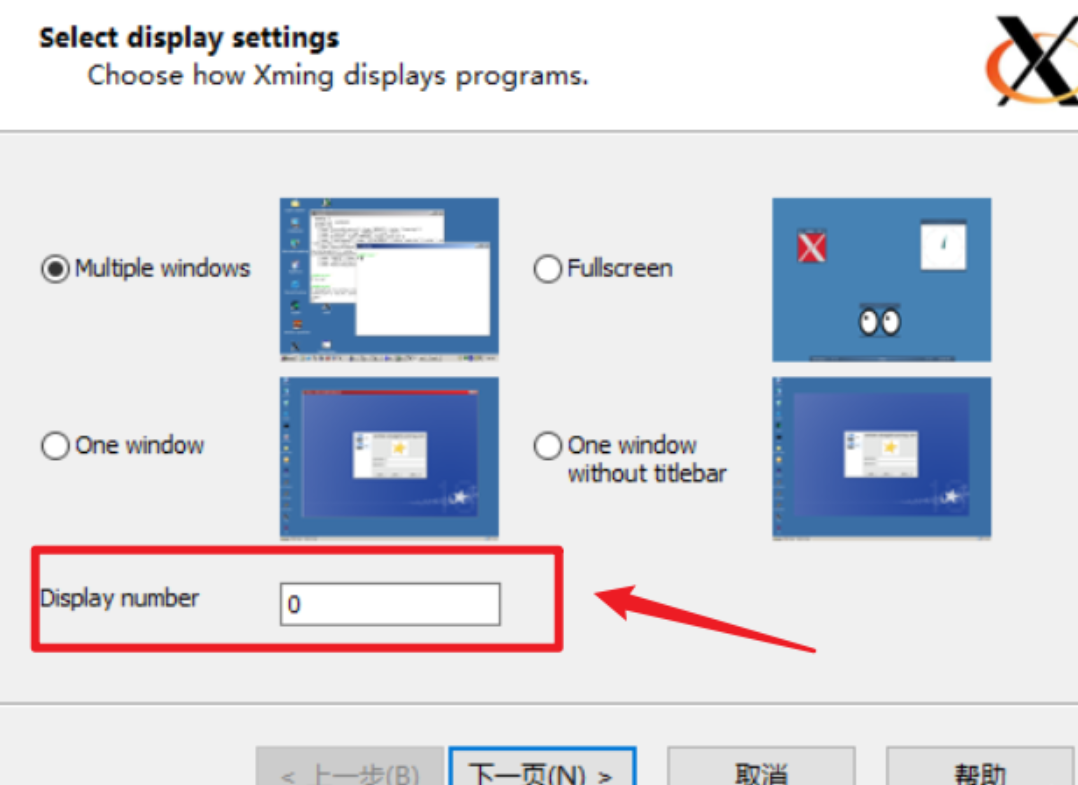 Select display settings
Choose how Xming displays programs.
Multiple windows
Fullscreen
One window
One window
without titlebar
Display number
0
< 上一步(B)
下一页(N) >
取消
帮助